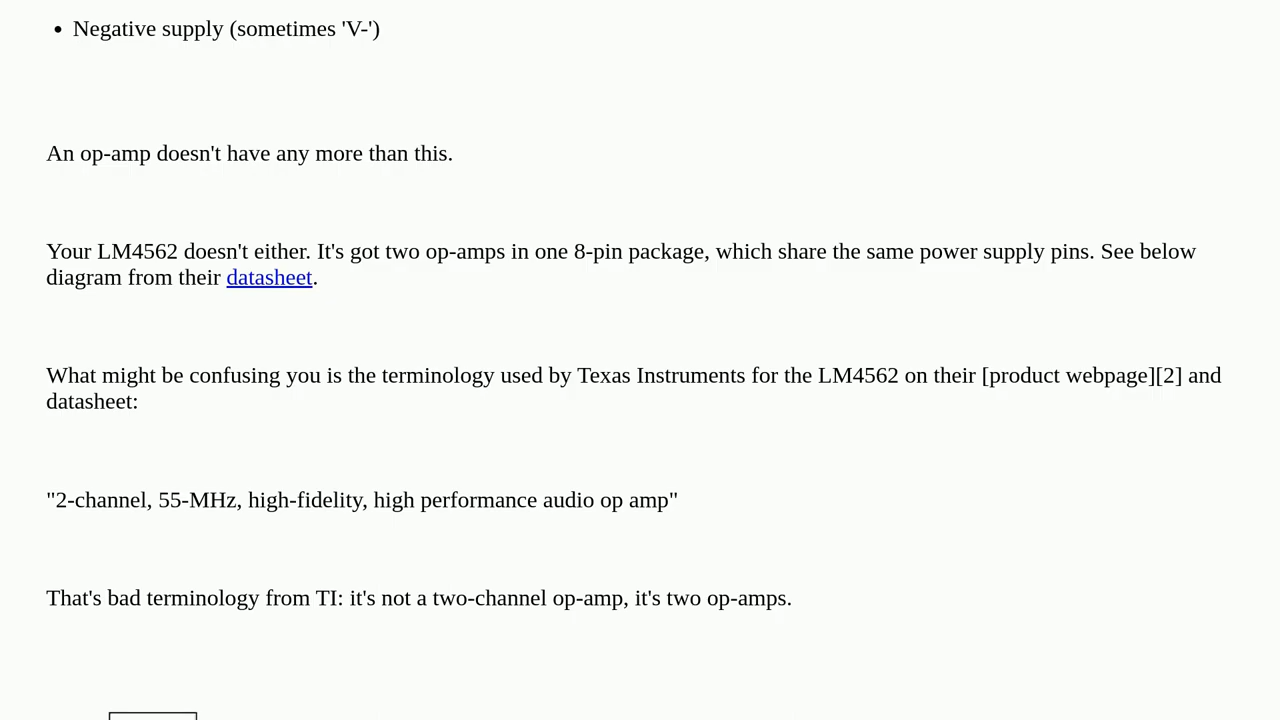 • Negative supply (sometimes 'V-')
An op-amp doesn't have any more than this.
Your LM4562 doesn't either. It's got two op-amps in one 8-pin package, which share the same power supply pins. See below
diagram from their datasheet.
What might be confusing you is the terminology used by Texas Instruments for the LM4562 on their [product webpage][2] and
datasheet:
"2-channel, 55-MHz, high-fidelity, high performance audio op amp"
That's bad terminology from TI: it's not a two-channel op-amp, it's two op-amps.